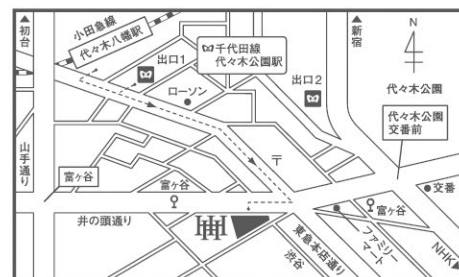 ▲初台
小田急線
代々木八幡駅
出口1
千代田線
代々木公園駅
▲新宿
N
代々木公園
ローソン
出口2
代々木公園
交番前
山手通り
富ヶ谷
富ヶ谷
〒
富ヶ谷
交番
井の頭通り
HH
東急本店通り
渋谷
ファミリー
マート
NHK▶